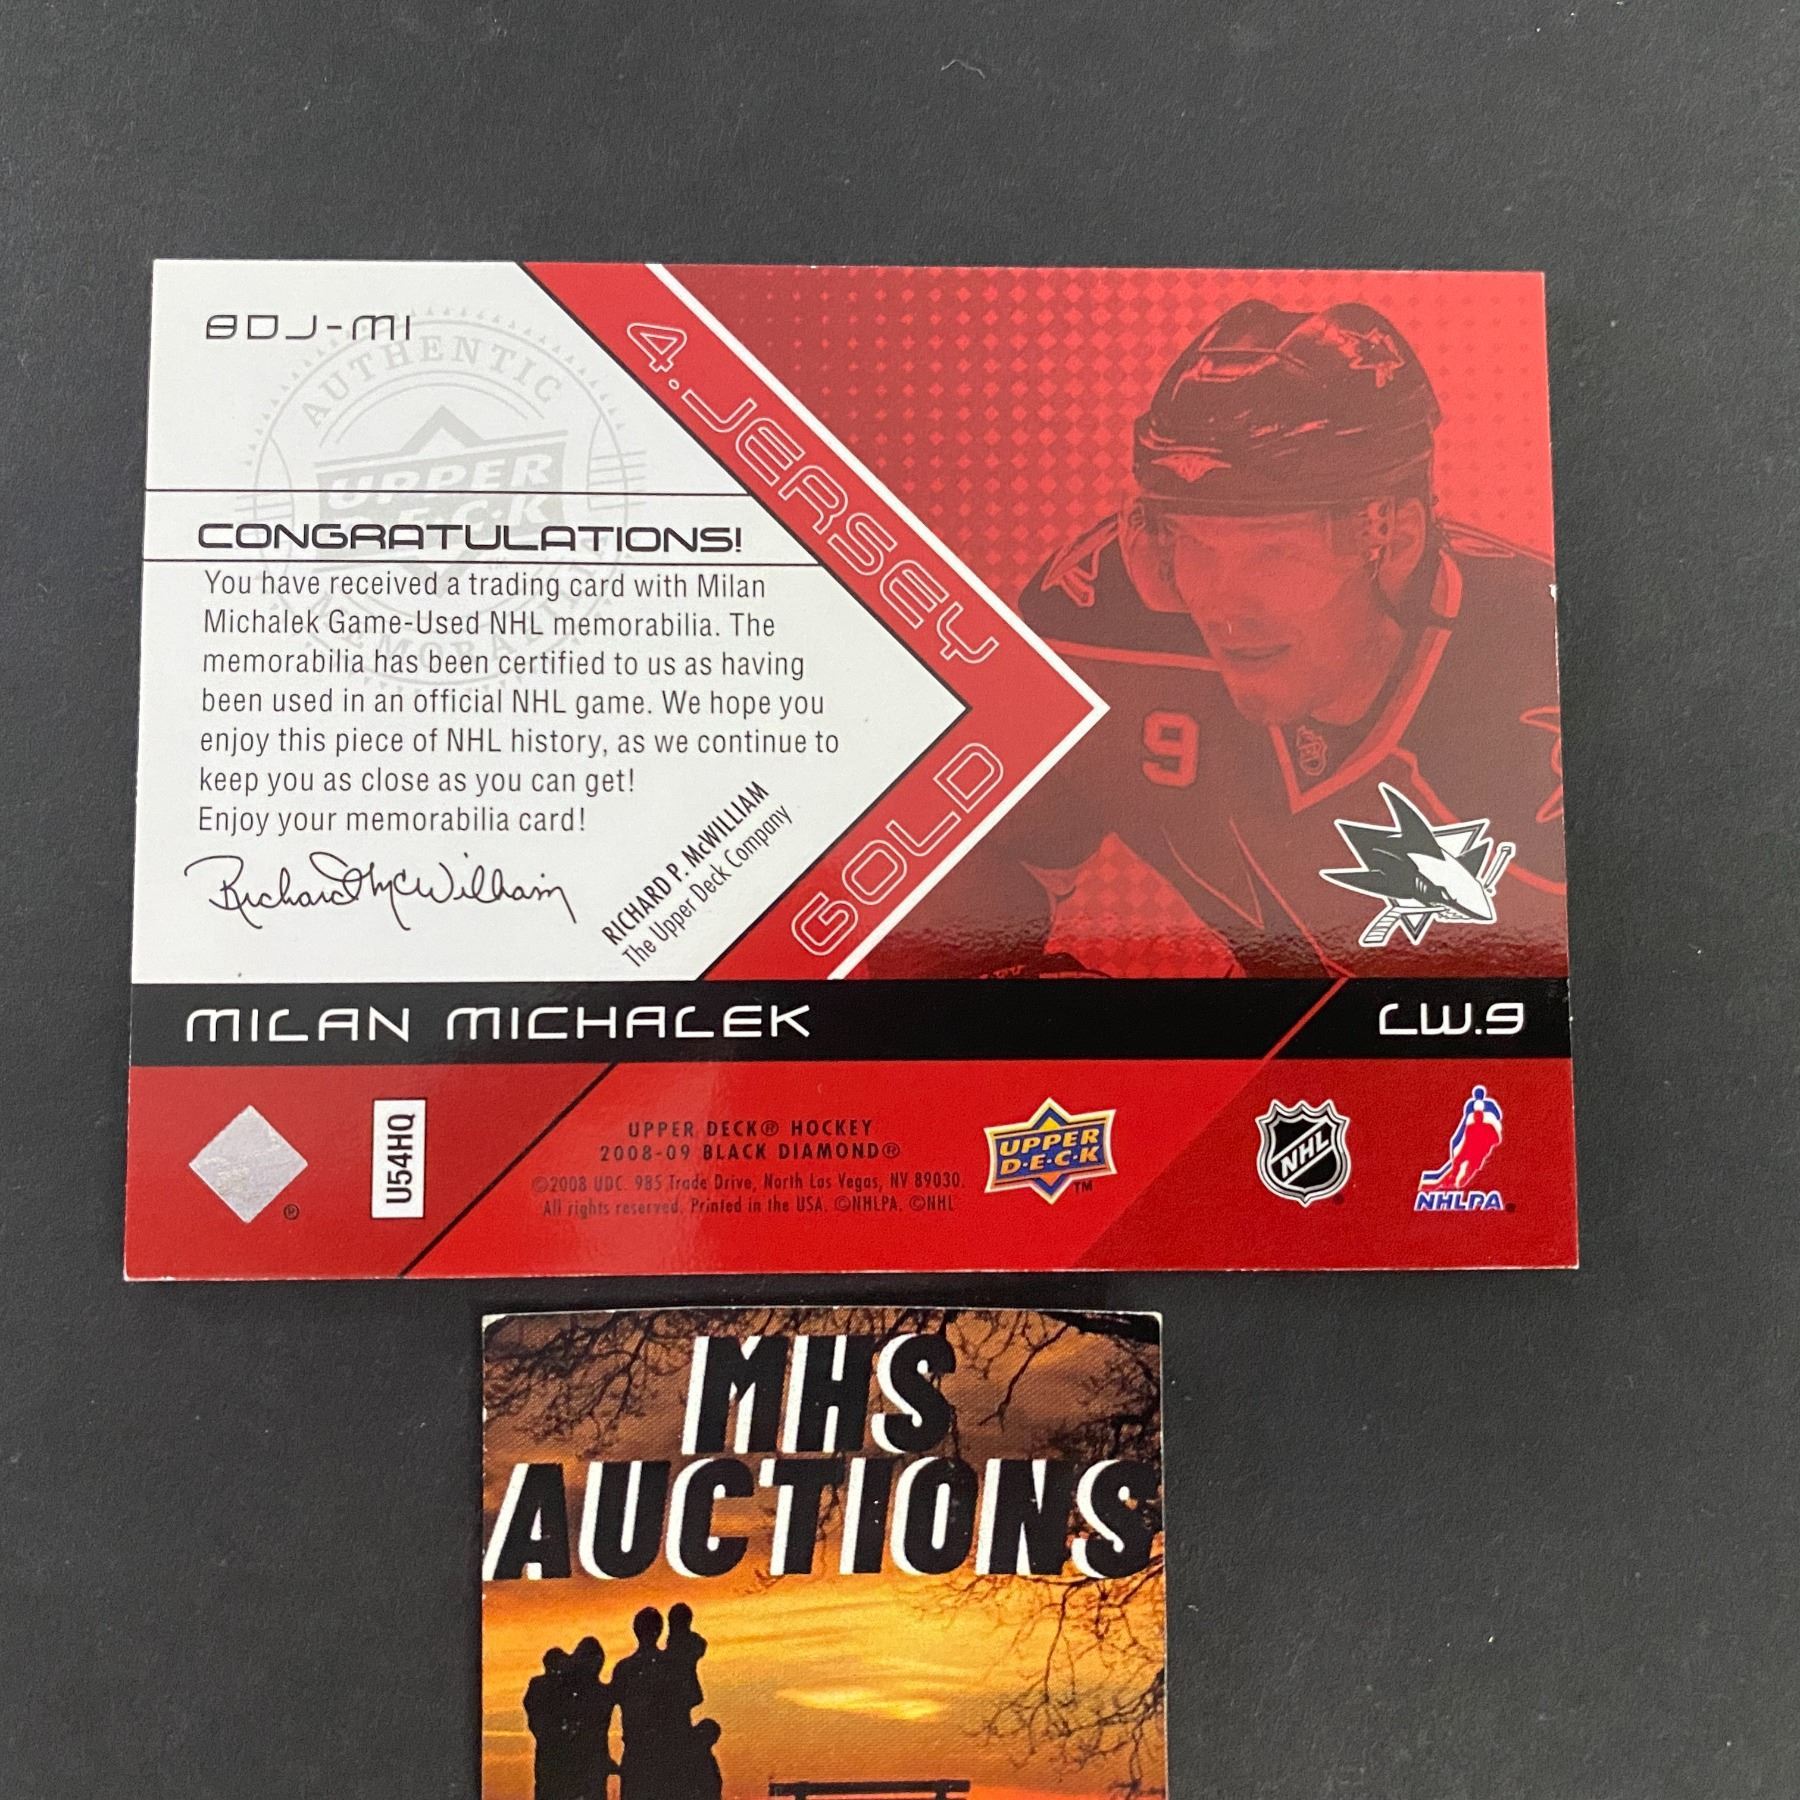 BDJ-MI
AUTHENTIC
UPPER
D·E·C·K
MEMORABILIA
CONGRATULATIONS!
You have received a trading card with Milan
Michalek Game-Used NHL memorabilia. The
memorabilia has been certified to us as having
been used in an official NHL game. We hope you
enjoy this piece of NHL history, as we continue to
keep you as close as you can get!
Enjoy your memorabilia card!
Richard McWilliam
RICHARD P. McWILLIAM
The Upper Deck Company
4.JERSEY
GOLD
9
MILAN MICHALEK
LW.9
®
U54HQ
UPPER DECK® HOCKEY
2008-09 BLACK DIAMOND®
©2008 UDC. 985 Trade Drive, North Las Vegas, NV 89030.
All rights reserved. Printed in the USA. ©NHLPA. ©NHL
UPPER
D·E·C·K
TM
NHL
®
NHLPA®
MHS
AUCTIONS